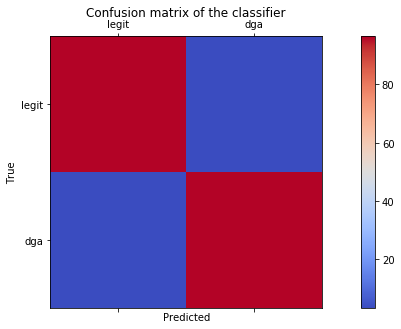 Confusion matrix of the classifier
legit dga
legit
dga
True
Predicted
80
60
40
20